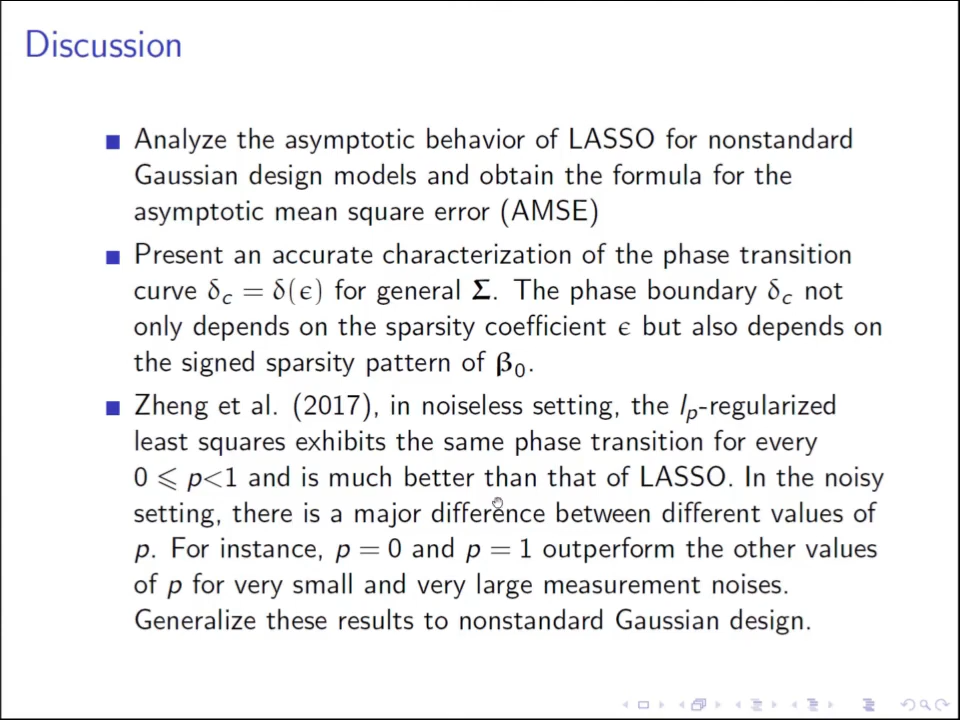 Discussion
Analyze the asymptotic behavior of LASSO for nonstandard
Gaussian design models and obtain the formula for the
asymptotic mean square error (AMSE)
Present an accurate characterization of the phase transition
curve δ_c = δ(ϵ) for general Σ. The phase boundary δ_c not
only depends on the sparsity coefficient ϵ but also depends on
the signed sparsity pattern of β₀.
Zheng et al. (2017), in noiseless setting, the l_p-regularized
least squares exhibits the same phase transition for every
0 ⩽ p<1 and is much better than that of LASSO. In the noisy
setting, there is a major difference between different values of
p. For instance, p = 0 and p = 1 outperform the other values
of p for very small and very large measurement noises.
Generalize these results to nonstandard Gaussian design.